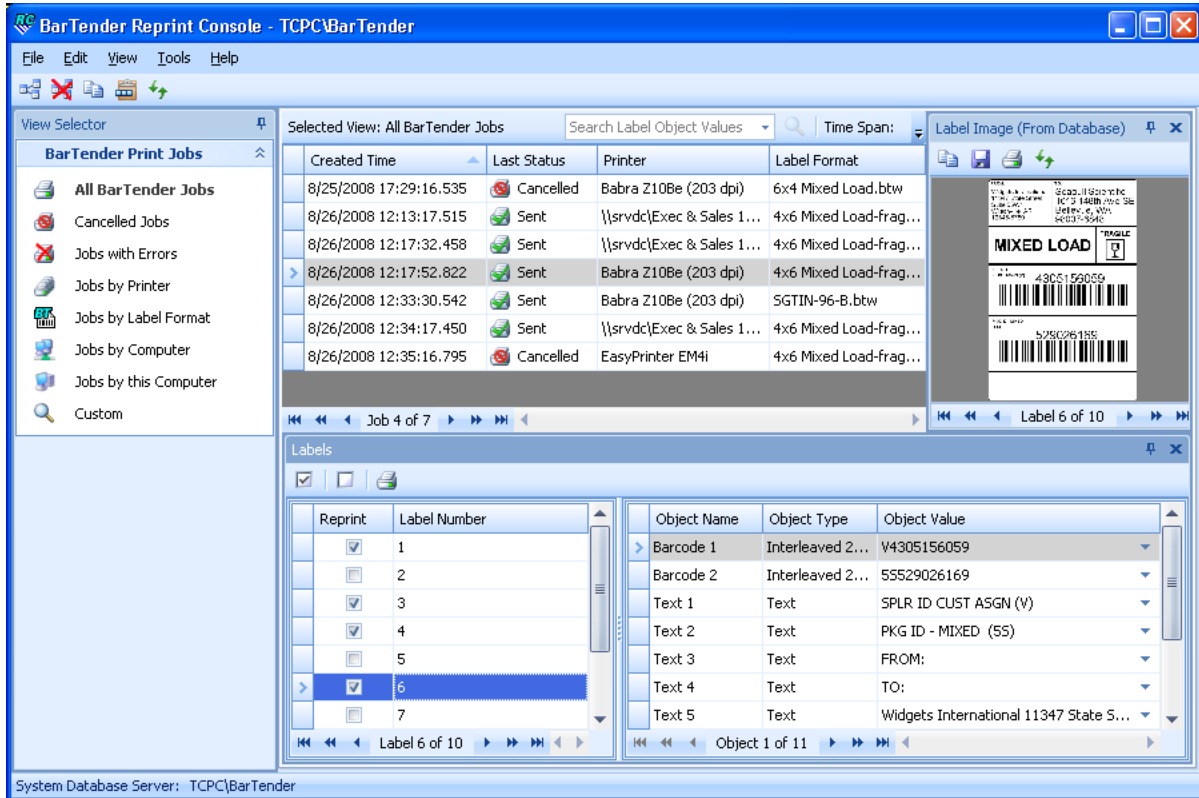 BarTender Reprint Console - TCPC\BarTender
File Edit View Tools Help
View Selector
BarTender Print Jobs
All BarTender Jobs
Cancelled Jobs
Jobs with Errors
Jobs by Printer
Jobs by Label Format
Jobs by Computer
Jobs by this Computer
Custom
Selected View: All BarTender Jobs Search Label Object Values Time Span:
Created Time Last Status Printer Label Format
8/25/2008 17:29:16.535 Cancelled Babra Z10Be (203 dpi) 6x4 Mixed Load.btw
8/26/2008 12:13:17.515 Sent \\srvdc\Exec & Sales 1... 4x6 Mixed Load-frag...
8/26/2008 12:17:32.458 Sent \\srvdc\Exec & Sales 1... 4x6 Mixed Load-frag...
8/26/2008 12:17:52.822 Sent Babra Z10Be (203 dpi) 4x6 Mixed Load-frag...
8/26/2008 12:33:30.542 Sent Babra Z10Be (203 dpi) SGTIN-96-B.btw
8/26/2008 12:34:17.450 Sent \\srvdc\Exec & Sales 1... 4x6 Mixed Load-frag...
8/26/2008 12:35:16.795 Cancelled EasyPrinter EM4i 4x6 Mixed Load-frag...
Job 4 of 7
Label Image (From Database)
Seagull Scientific
1616 148th Ave SE
Bellevue, WA
FRAGILE
MIXED LOAD
4305156059
529026169
Label 6 of 10
Labels
Reprint Label Number
1
2
3
4
5
6
7
Label 6 of 10
Object Name Object Type Object Value
Barcode 1 Interleaved 2... V4305156059
Barcode 2 Interleaved 2... 5S529026169
Text 1 Text SPLR ID CUST ASGN (V)
Text 2 Text PKG ID - MIXED (5S)
Text 3 Text FROM:
Text 4 Text TO:
Text 5 Text Widgets International 11347 State S...
Object 1 of 11
System Database Server: TCPC\BarTender